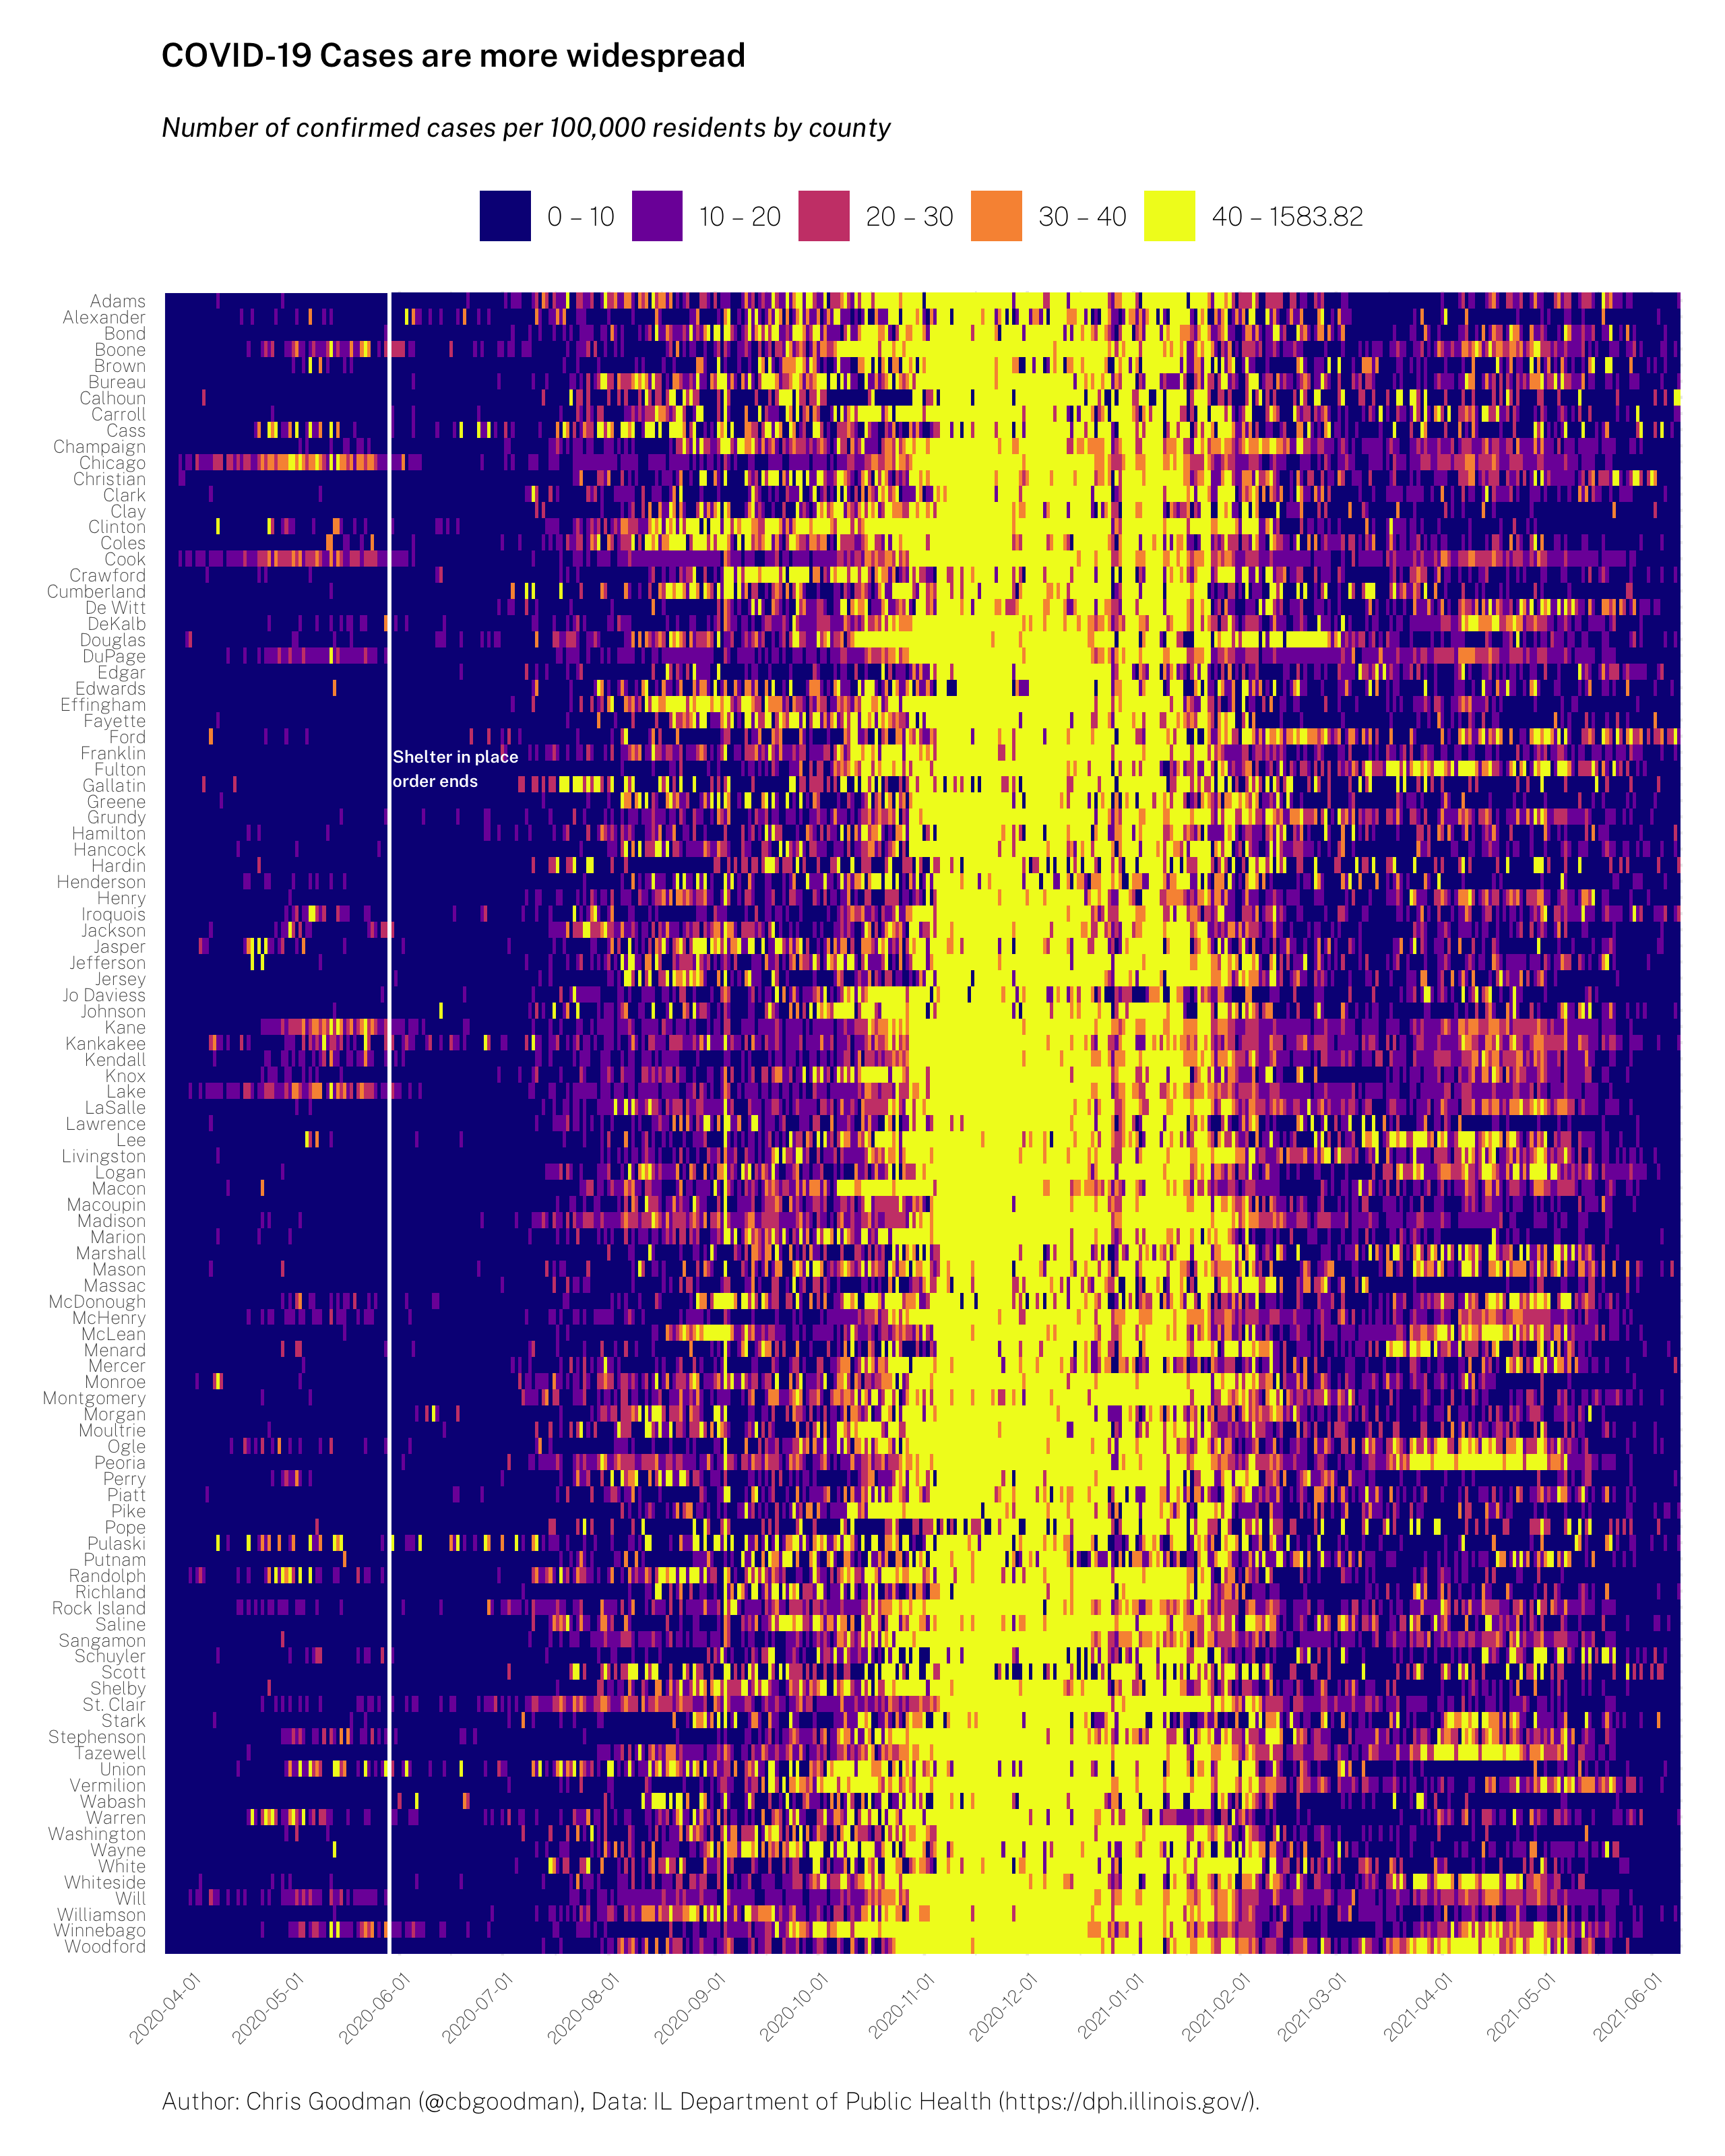 COVID-19 Cases are more widespread
Number of confirmed cases per 100,000 residents by county
0 – 10 10 – 20 20 – 30 30 – 40 40 – 1583.82
Adams
Alexander
Bond
Boone
Brown
Bureau
Calhoun
Carroll
Cass
Champaign
Chicago
Christian
Clark
Clay
Clinton
Coles
Cook
Crawford
Cumberland
De Witt
DeKalb
Douglas
DuPage
Edgar
Edwards
Effingham
Fayette
Ford
Franklin
Fulton
Gallatin
Greene
Grundy
Hamilton
Hancock
Hardin
Henderson
Henry
Iroquois
Jackson
Jasper
Jefferson
Jersey
Jo Daviess
Johnson
Kane
Kankakee
Kendall
Knox
Lake
LaSalle
Lawrence
Lee
Livingston
Logan
Macon
Macoupin
Madison
Marion
Marshall
Mason
Massac
McDonough
McHenry
McLean
Menard
Mercer
Monroe
Montgomery
Morgan
Moultrie
Ogle
Peoria
Perry
Piatt
Pike
Pope
Pulaski
Putnam
Randolph
Richland
Rock Island
Saline
Sangamon
Schuyler
Scott
Shelby
St. Clair
Stark
Stephenson
Tazewell
Union
Vermilion
Wabash
Warren
Washington
Wayne
White
Whiteside
Will
Williamson
Winnebago
Woodford
Shelter in place
order ends
2020-04-01 2020-05-01 2020-06-01 2020-07-01 2020-08-01 2020-09-01 2020-10-01 2020-11-01 2020-12-01 2021-01-01 2021-02-01 2021-03-01 2021-04-01 2021-05-01 2021-06-01
Author: Chris Goodman (@cbgoodman), Data: IL Department of Public Health (https://dph.illinois.gov/).